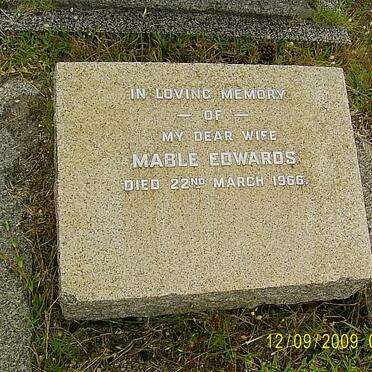 IN LOVING MEMORY
— OF —
MY DEAR WIFE
MABLE EDWARDS
DIED 22ND MARCH 1966.
12/09/2009